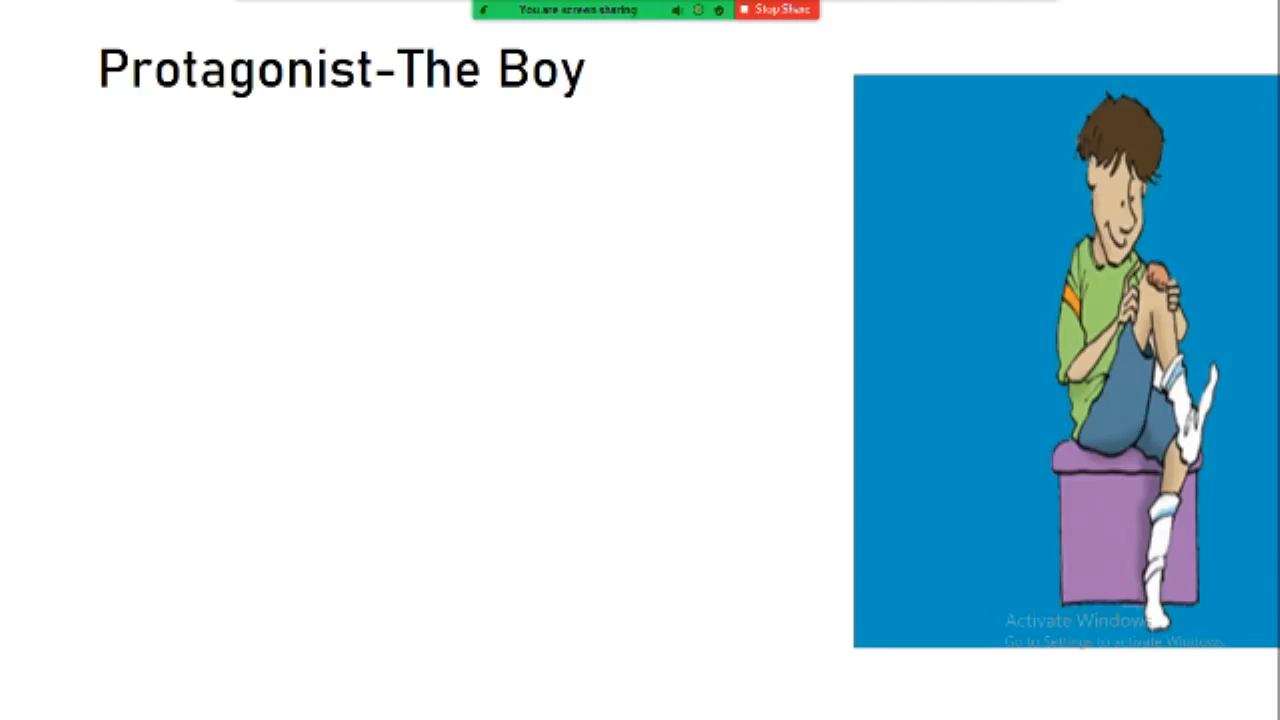 You are screen sharing
Stop Share
Protagonist-The Boy
Activate Windows
Go to Settings to activate Windows.